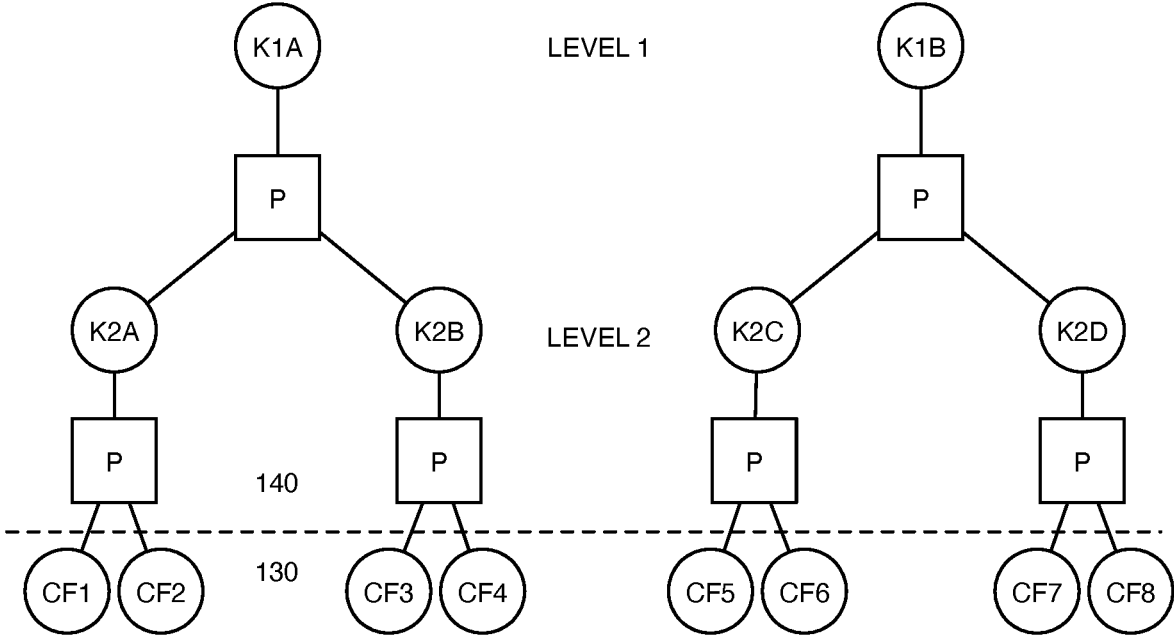 K1A LEVEL 1 K1B
P P
K2A K2B LEVEL 2 K2C K2D
P P P P
140
130
CF1 CF2 CF3 CF4 CF5 CF6 CF7 CF8